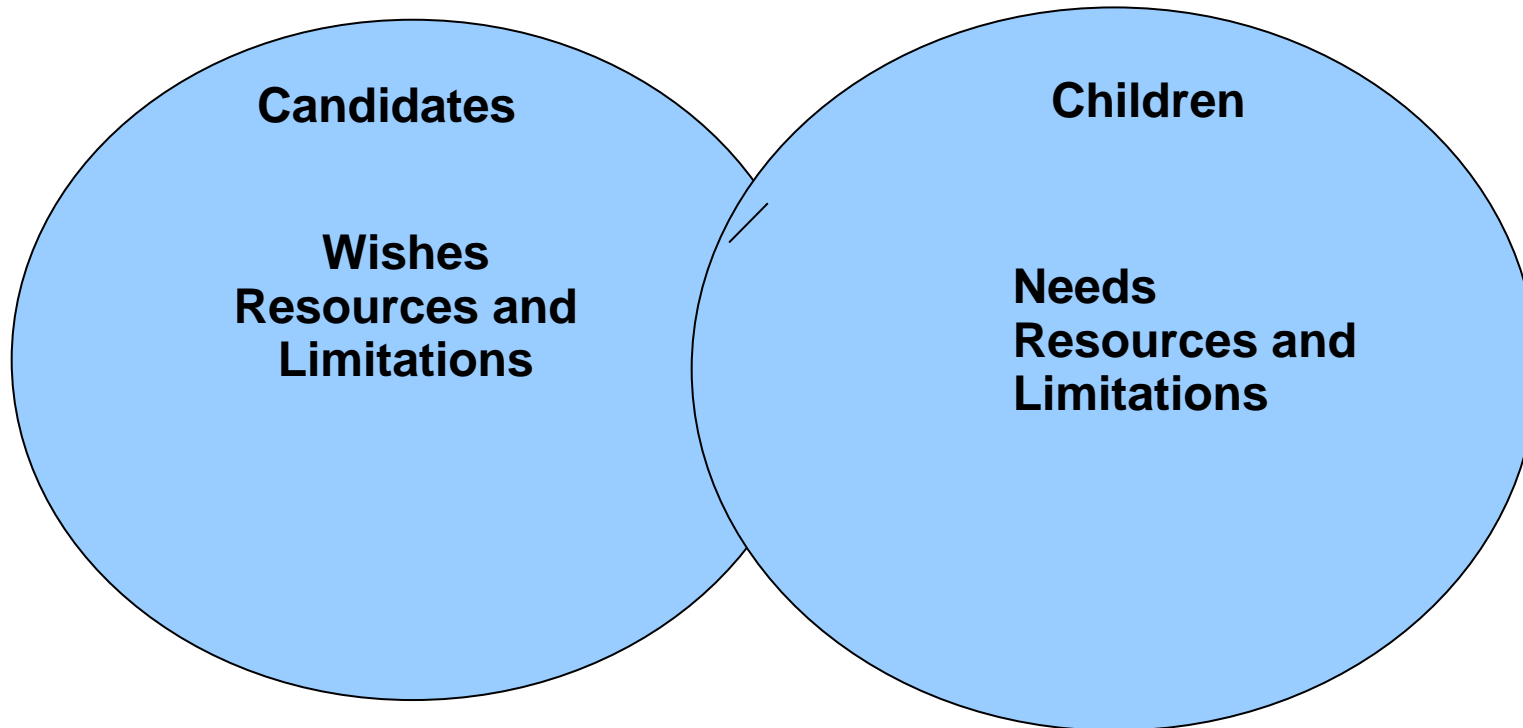 Candidates
Wishes
Resources and
Limitations
Children
Needs
Resources and
Limitations